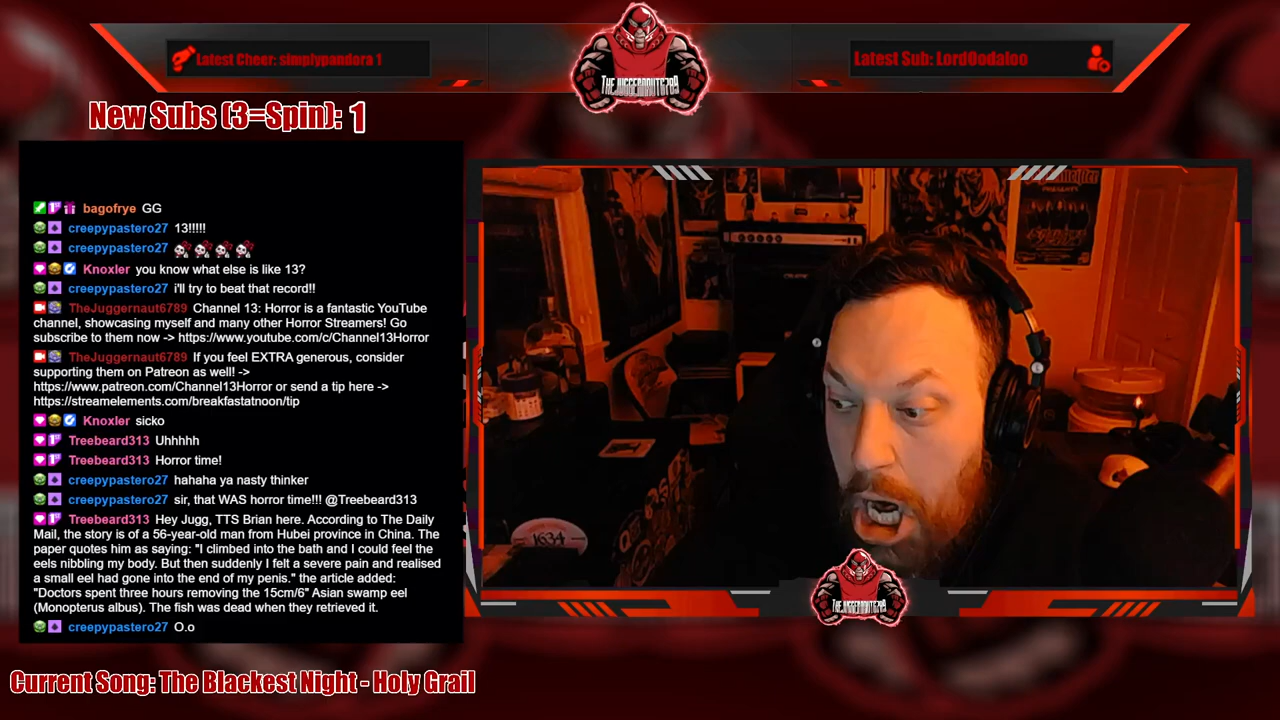 Latest Cheer: simplypandora 1
THEJUGGERNAUT6789
Latest Sub: LordOodaloo
New Subs (3=Spin): 1
bagofrye GG
creepypastero27 13!!!!!
creepypastero27
Knoxler you know what else is like 13?
creepypastero27 i'll try to beat that record!!
TheJuggernaut6789 Channel 13: Horror is a fantastic YouTube
channel, showcasing myself and many other Horror Streamers! Go
subscribe to them now -> https://www.youtube.com/c/Channel13Horror
TheJuggernaut6789 If you feel EXTRA generous, consider
supporting them on Patreon as well! ->
https://www.patreon.com/Channel13Horror or send a tip here ->
https://streamelements.com/breakfastatnoon/tip
Knoxler sicko
Treebeard313 Uhhhhh
Treebeard313 Horror time!
creepypastero27 hahaha ya nasty thinker
creepypastero27 sir, that WAS horror time!!! @Treebeard313
Treebeard313 Hey Jugg, TTS Brian here. According to The Daily
Mail, the story is of a 56-year-old man from Hubei province in China. The
paper quotes him as saying: "I climbed into the bath and I could feel the
eels nibbling my body. But then suddenly I felt a severe pain and realised
a small eel had gone into the end of my penis." the article added:
"Doctors spent three hours removing the 15cm/6" Asian swamp eel
(Monopterus albus). The fish was dead when they retrieved it.
creepypastero27 O.o
1634
THEJUGGERNAUT6789
Current Song: The Blackest Night - Holy Grail